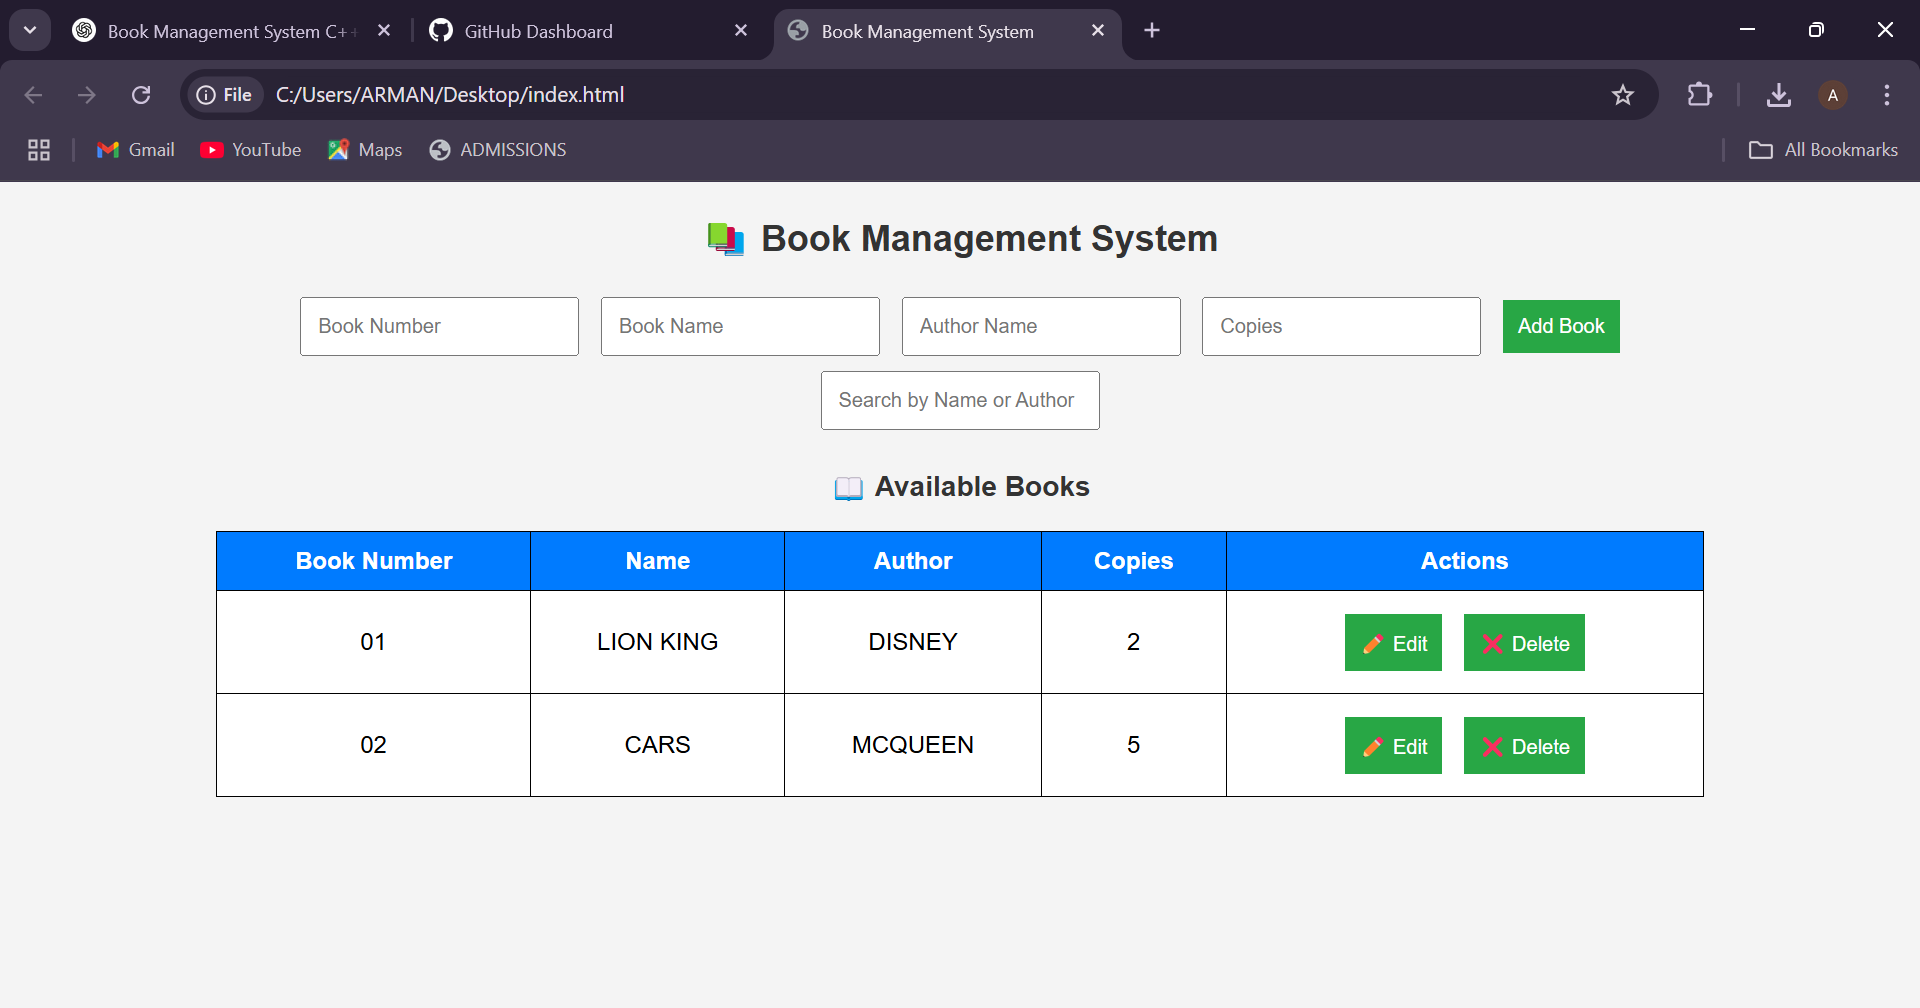 Book Management System C++
GitHub Dashboard
Book Management System
File
C:/Users/ARMAN/Desktop/index.html
A
Gmail
YouTube
Maps
ADMISSIONS
All Bookmarks
📚 Book Management System
Book Number
Book Name
Author Name
Copies
Add Book
Search by Name or Author
📖 Available Books
Book Number Name Author Copies Actions
01 LION KING DISNEY 2 ✏️ Edit ❌ Delete
02 CARS MCQUEEN 5 ✏️ Edit ❌ Delete